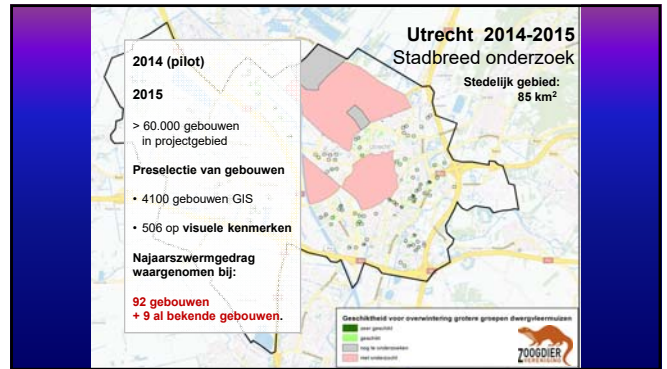 Utrecht 2014-2015
Stadbreed onderzoek
Stedelijk gebied:
85 km²
2014 (pilot)
2015
> 60.000 gebouwen
in projectgebied
Preselectie van gebouwen
• 4100 gebouwen GIS
• 506 op visuele kenmerken
Najaarszwermgedrag
waargenomen bij:
92 gebouwen
+ 9 al bekende gebouwen.
Geschiktheid voor overwintering grotere groepen dwergvleermuizen
zeer geschikt
geschikt
nog te onderzoeken
niet onderzocht
ZOOGDIER
VERENIGING